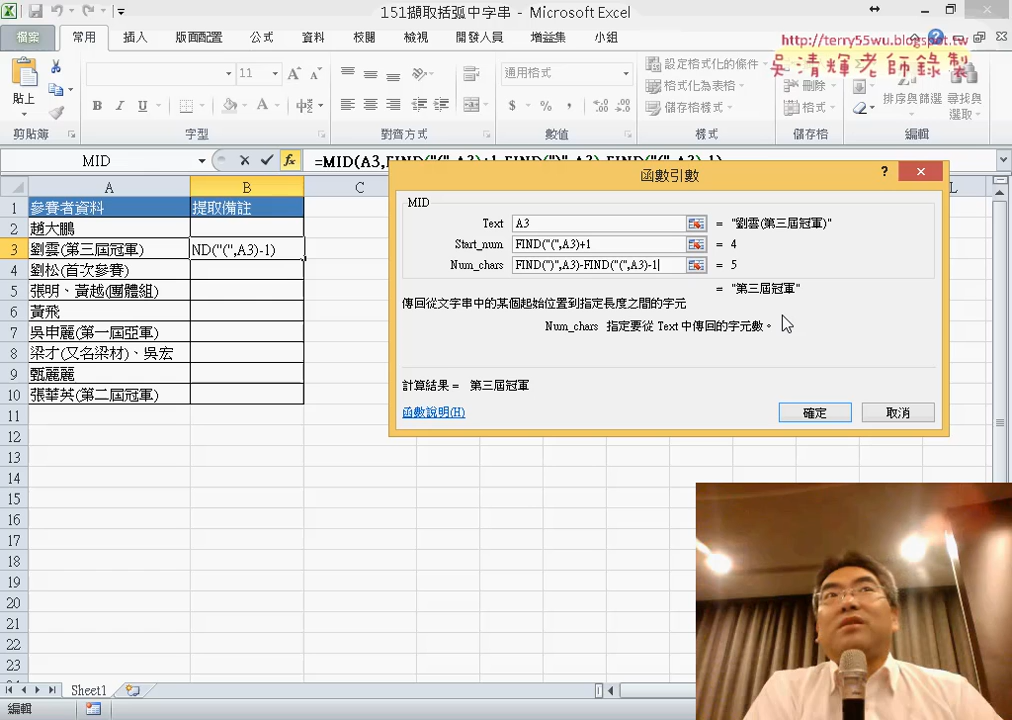 151擷取括弧中字串 - Microsoft Excel
檔案 常用 插入 版面配置 公式 資料 校閱 檢視 開發人員 增益集 小組
http://terry55wu.blogspot.tw
吳清輝老師錄製
貼上
11
B I U
中
通用格式
$ % ,
設定格式化的條件
格式化為表格
儲存格樣式
刪除
格式
排序與篩選
尋找與
選取
剪貼簿 字型 對齊方式 數值 樣式 儲存格 編輯
MID
fx
=MID(A3,FIND("(",A3)+1,FIND(")",A3)-FIND("(",A3)-1)
A B C L
1 參賽者資料 提取備註
2 趙大鵬
3 劉雲(第三屆冠軍) ND("(",A3)-1)
4 劉松(首次參賽)
5 張明、黃越(團體組)
6 黃飛
7 吳申麗(第一屆亞軍)
8 梁才(又名梁材)、吳宏
9 甄麗麗
10 張華英(第二屆冠軍)
11
12
13
14
15
16
17
18
19
20
21
22
23
函數引數
MID
Text A3 = "劉雲(第三屆冠軍)"
Start_num FIND("(",A3)+1 = 4
Num_chars FIND(")",A3)-FIND("(",A3)-1 = 5
= "第三屆冠軍"
傳回從文字串中的某個起始位置到指定長度之間的字元
Num_chars 指定要從 Text 中傳回的字元數。
計算結果 = 第三屆冠軍
函數說明(H)
確定
取消
Sheet1
編輯